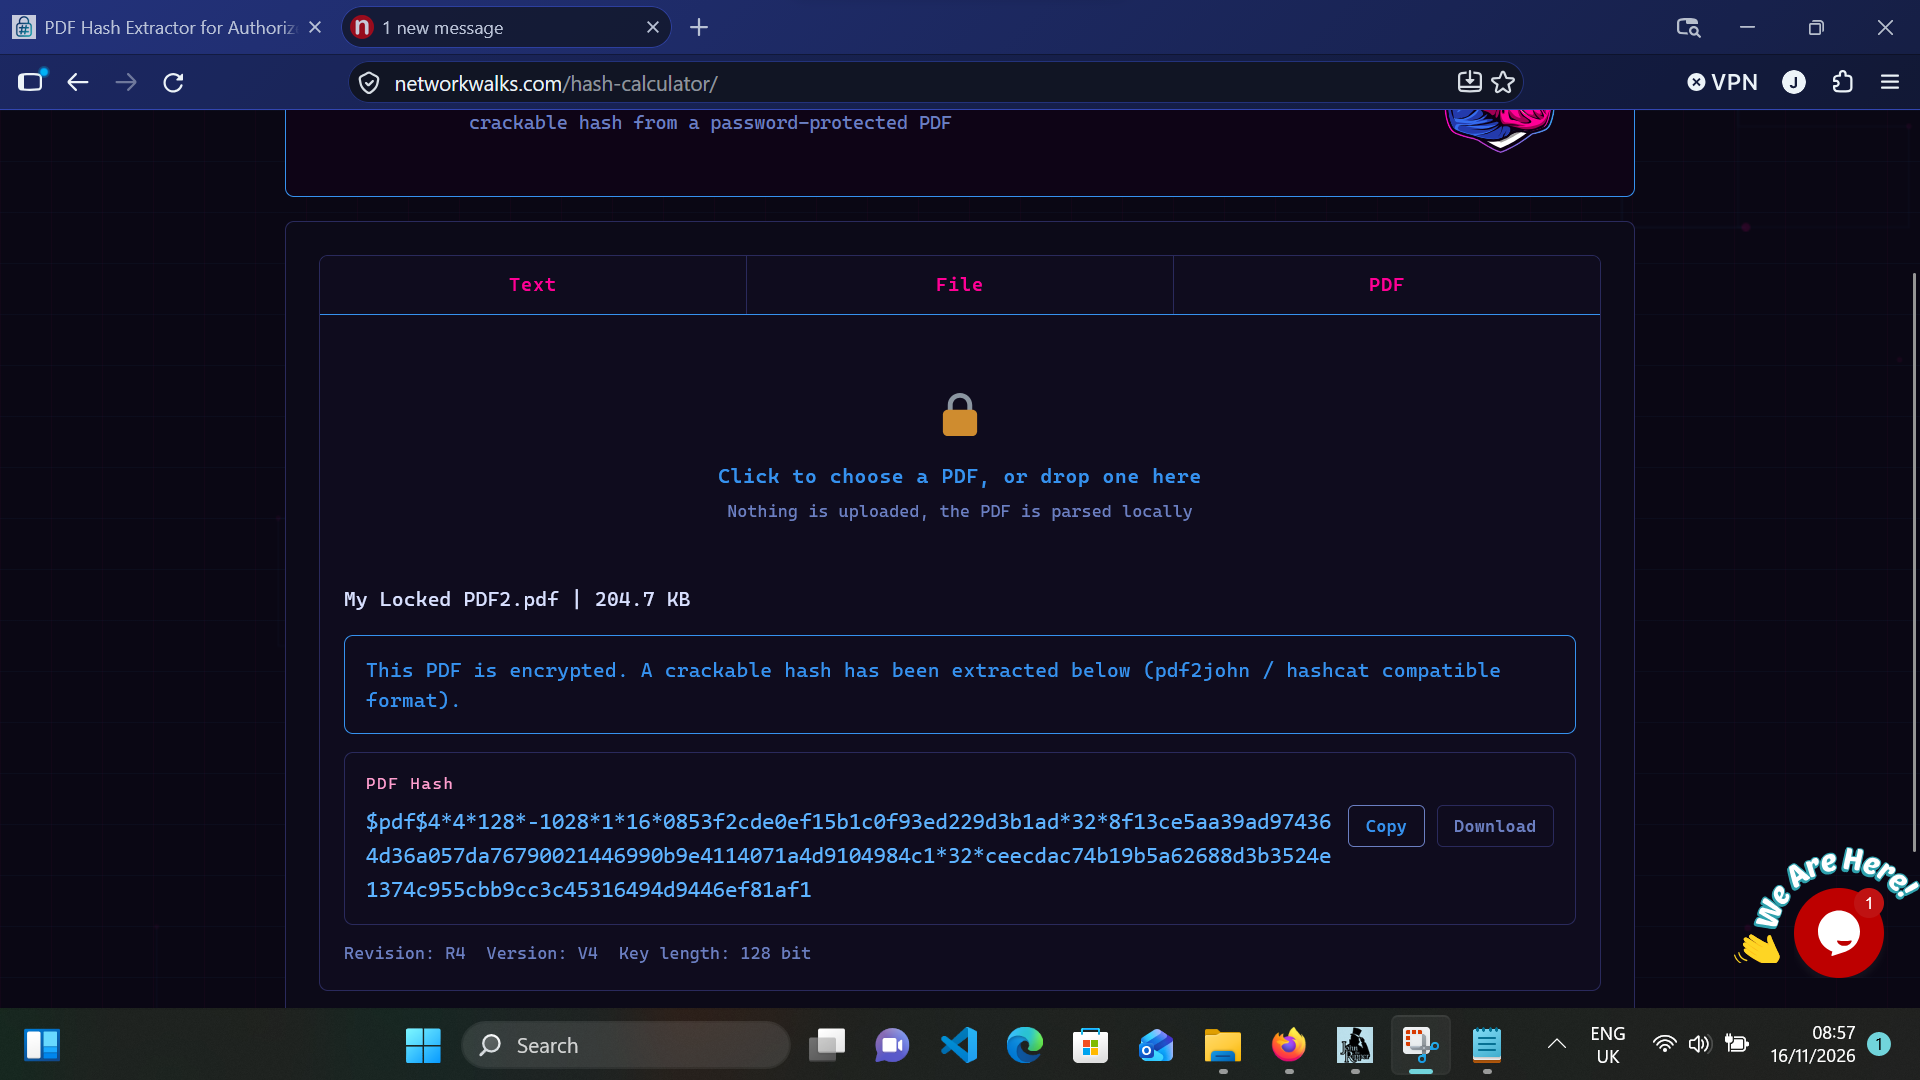 PDF Hash Extractor for Authoriz
1 new message
networkwalks.com/hash-calculator/
VPN
J
crackable hash from a password-protected PDF
Text
File
PDF
Click to choose a PDF, or drop one here
Nothing is uploaded, the PDF is parsed locally
My Locked PDF2.pdf | 204.7 KB
This PDF is encrypted. A crackable hash has been extracted below (pdf2john / hashcat compatible
format).
PDF Hash
$pdf$4*4*128*-1028*1*16*0853f2cde0ef15b1c0f93ed229d3b1ad*32*8f13ce5aa39ad97436
4d36a057da76790021446990b9e4114071a4d9104984c1*32*ceecdac74b19b5a62688d3b3524e
1374c955cbb9cc3c45316494d9446ef81af1
Copy
Download
Revision: R4 Version: V4 Key length: 128 bit
We Are Here!
1
Search
ENG
UK
08:57
16/11/2026
1